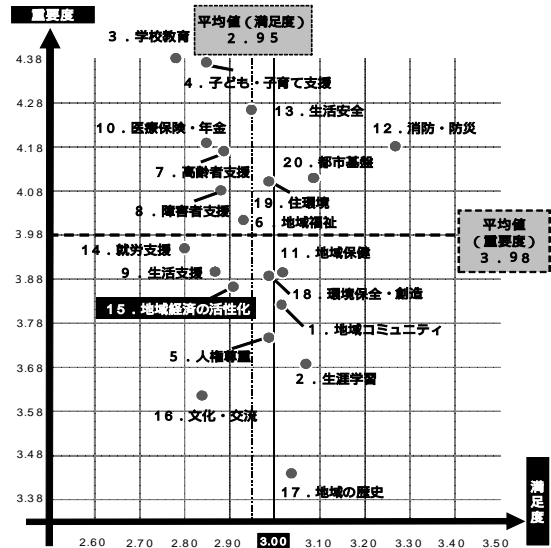 重要度
平均値（満足度）
２．９５
３．学校教育
4.38
４．子ども・子育て支援
4.28
１３．生活安全
１０．医療保険・年金
１２．消防・防災
4.18
２０．都市基盤
７．高齢者支援
4.08
１９．住環境
８．障害者支援
６．地域福祉
3.98
平均値
（重要度）
３．９８
１４．就労支援
１１．地域保健
９．生活支援
3.88
１８．環境保全・創造
１５．地域経済の活性化
3.78
１．地域コミュニティ
５．人権尊重
3.68
２．生涯学習
3.58
１６．文化・交流
3.48
１７．地域の歴史
3.38
満足度
2.60 2.70 2.80 2.90 3.00 3.10 3.20 3.30 3.40 3.50